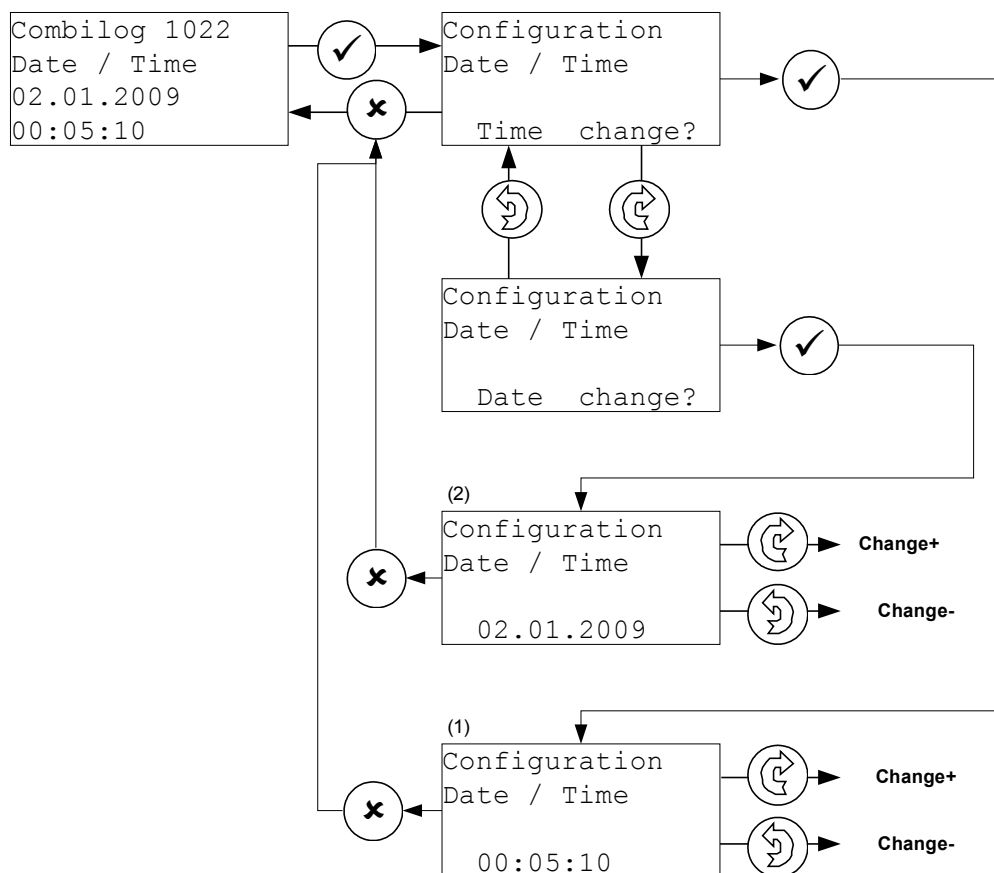 Combilog 1022
Date / Time
02.01.2009
00:05:10
Configuration
Date / Time
Time change?
Configuration
Date / Time
Date change?
(2)
Configuration
Date / Time
02.01.2009
Change+
Change-
(1)
Configuration
Date / Time
00:05:10
Change+
Change-